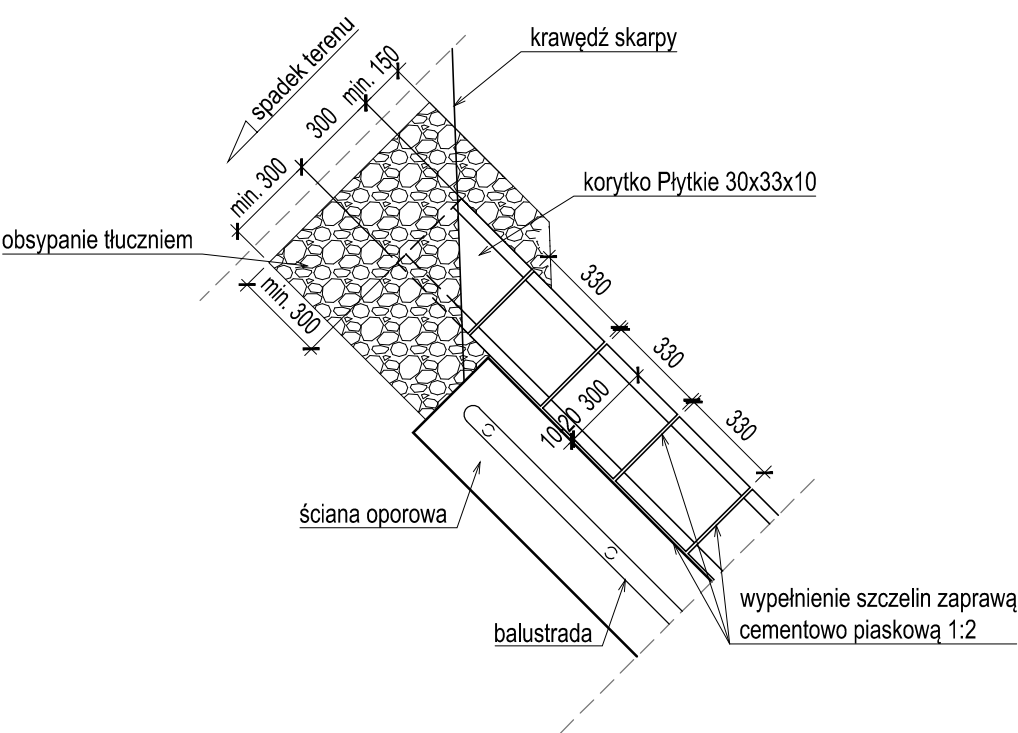 krawędź skarpy
spadek terenu
min. 150
300
min. 300
korytko Płytkie 30x33x10
obsypanie tłuczniem
min. 300
330
330
330
300
10,20
ściana oporowa
balustrada
wypełnienie szczelin zaprawą
cementowo piaskową 1:2